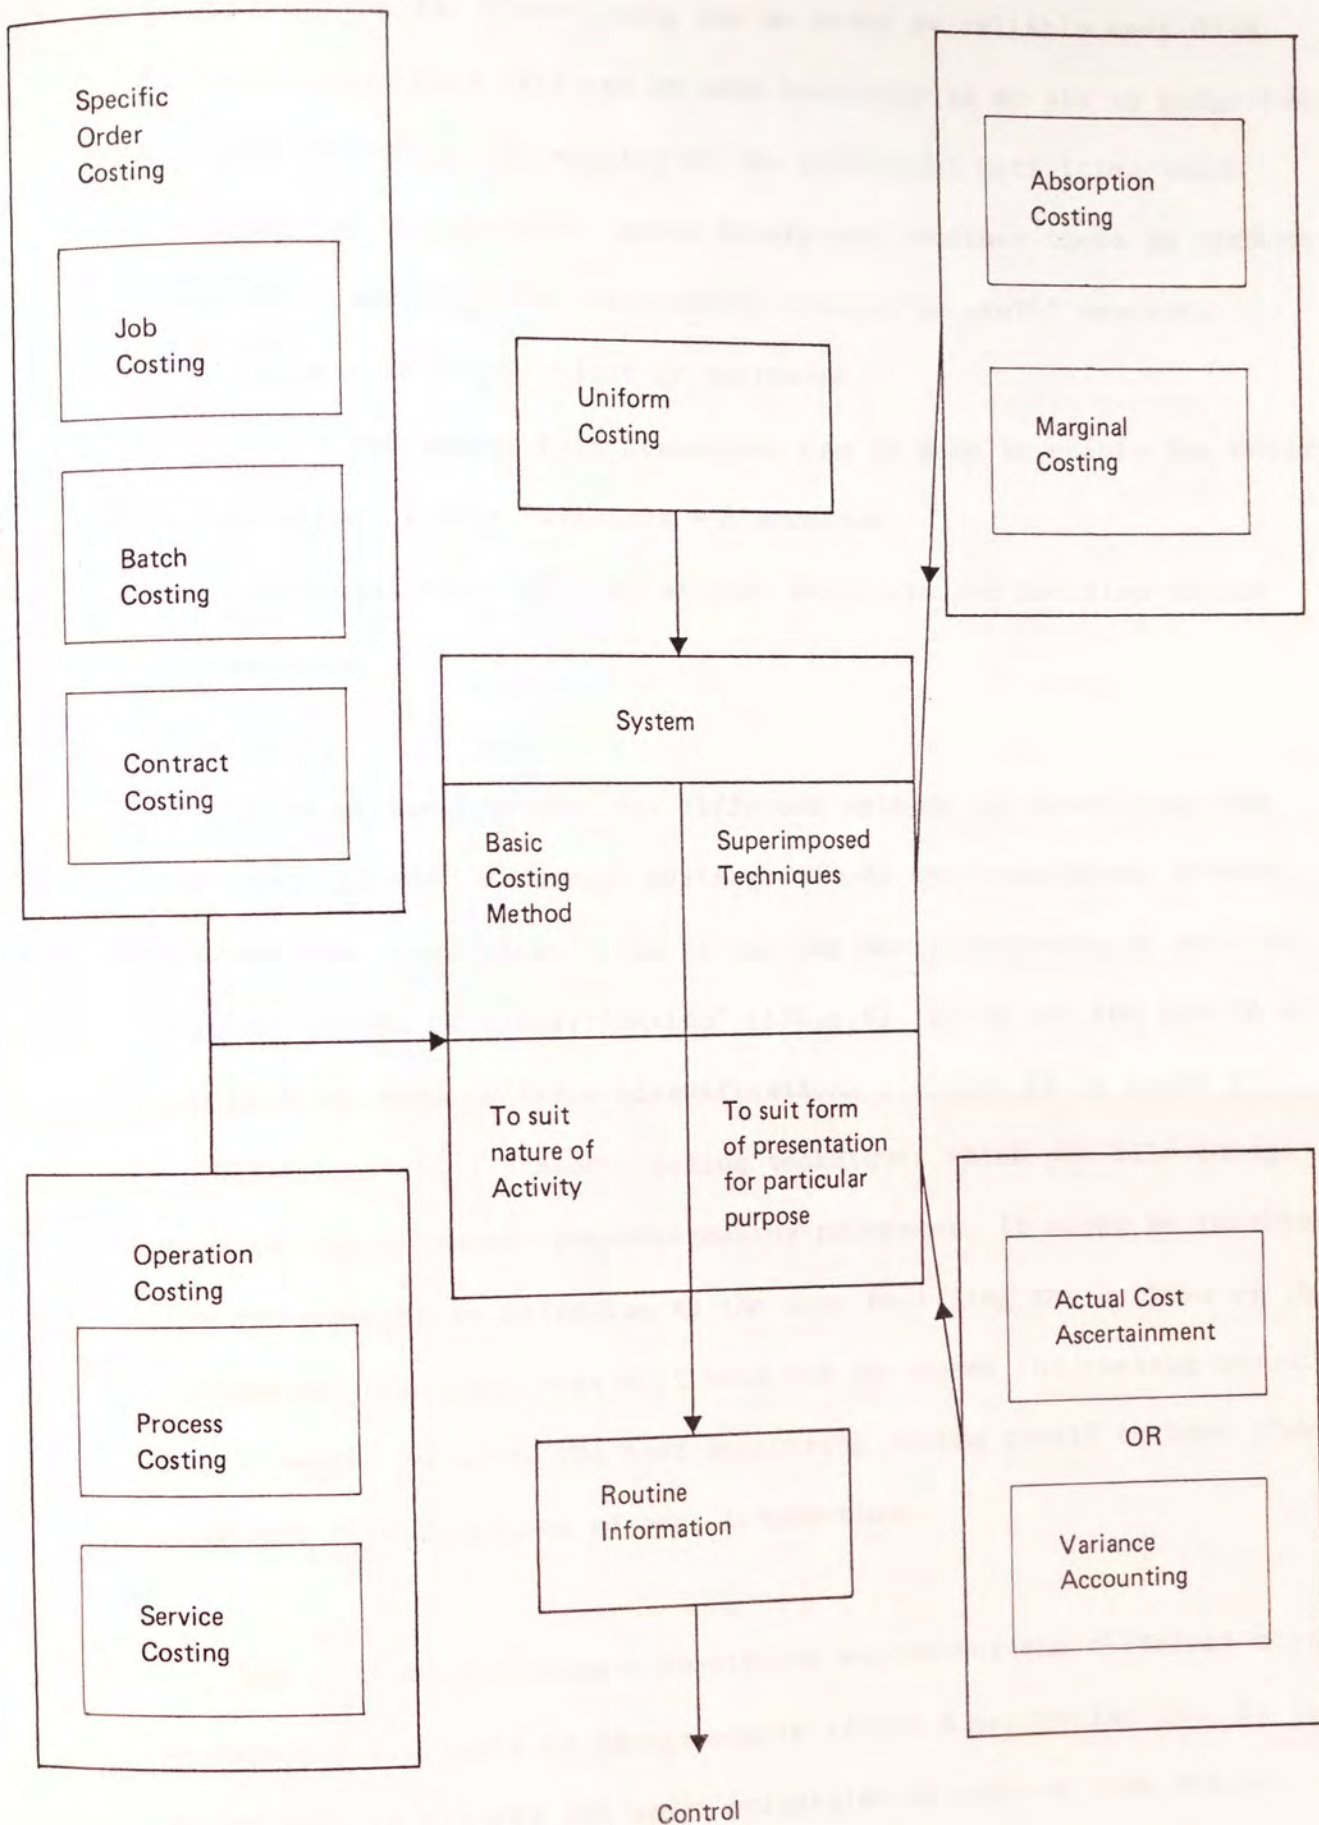 Specific
Order
Costing
Job
Costing
Batch
Costing
Contract
Costing
Operation
Costing
Process
Costing
Service
Costing
Uniform
Costing
System
Basic
Costing
Method
Superimposed
Techniques
To suit
nature of
Activity
To suit form
of presentation
for particular
purpose
Routine
Information
Control
Absorption
Costing
Marginal
Costing
Actual Cost
Ascertainment
OR
Variance
Accounting